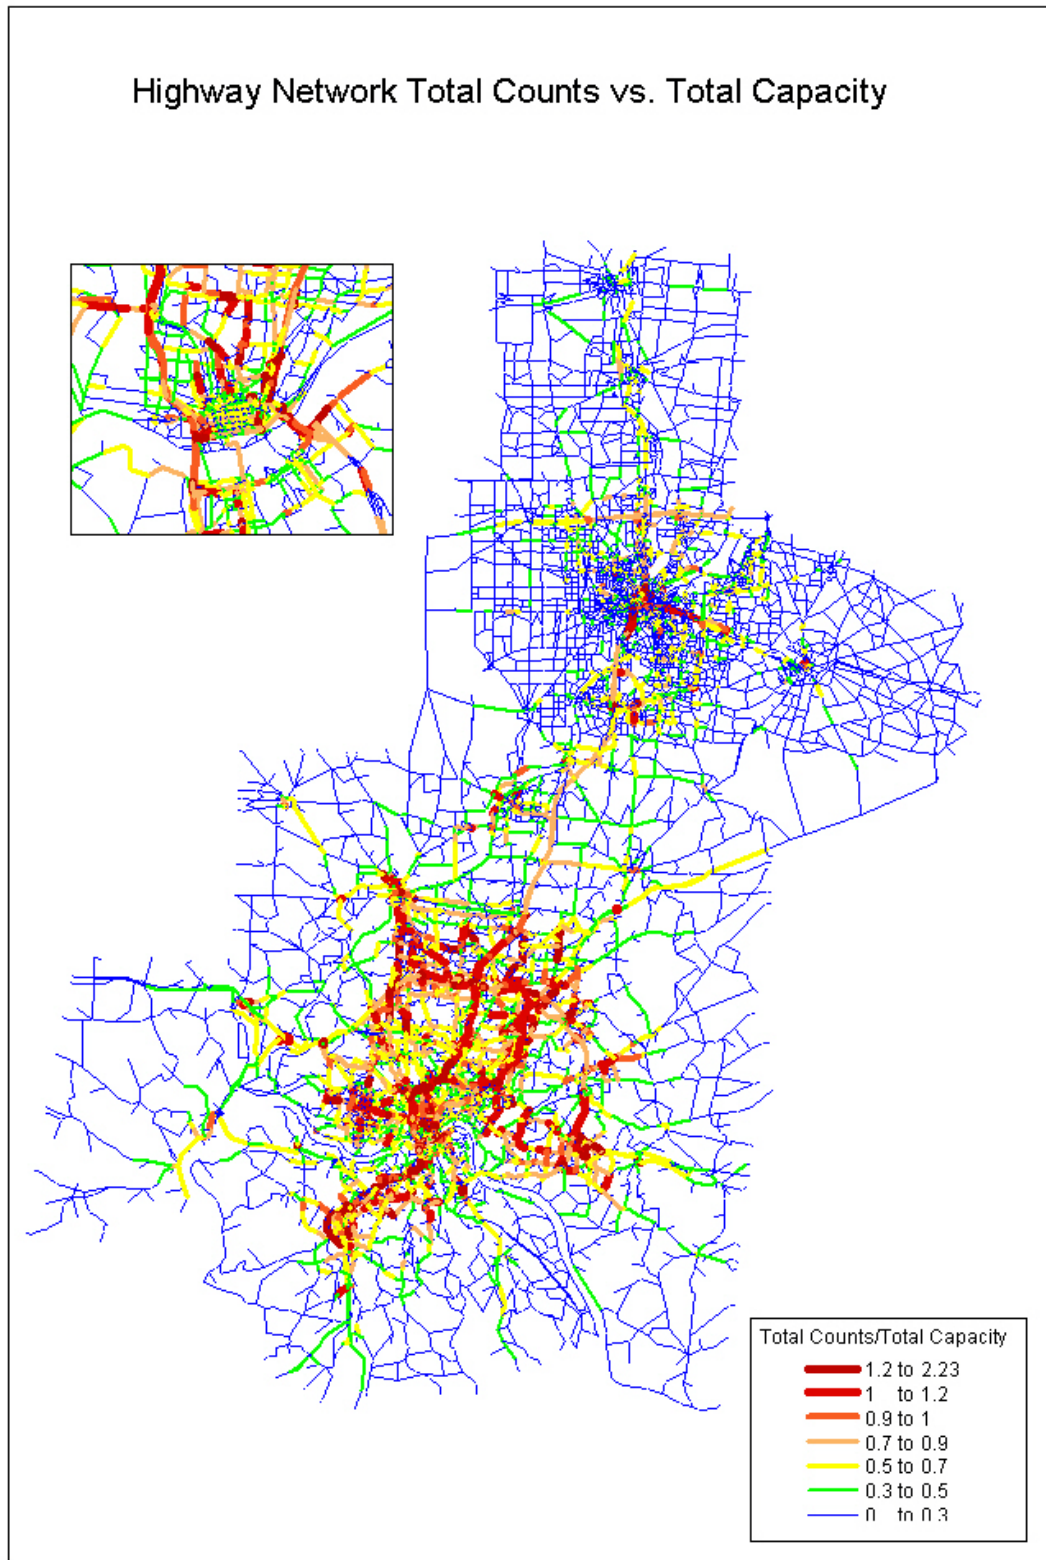 Highway Network Total Counts vs. Total Capacity
Total Counts/Total Capacity
1.2 to 2.23
1 to 1.2
0.9 to 1
0.7 to 0.9
0.5 to 0.7
0.3 to 0.5
0 to 0.3